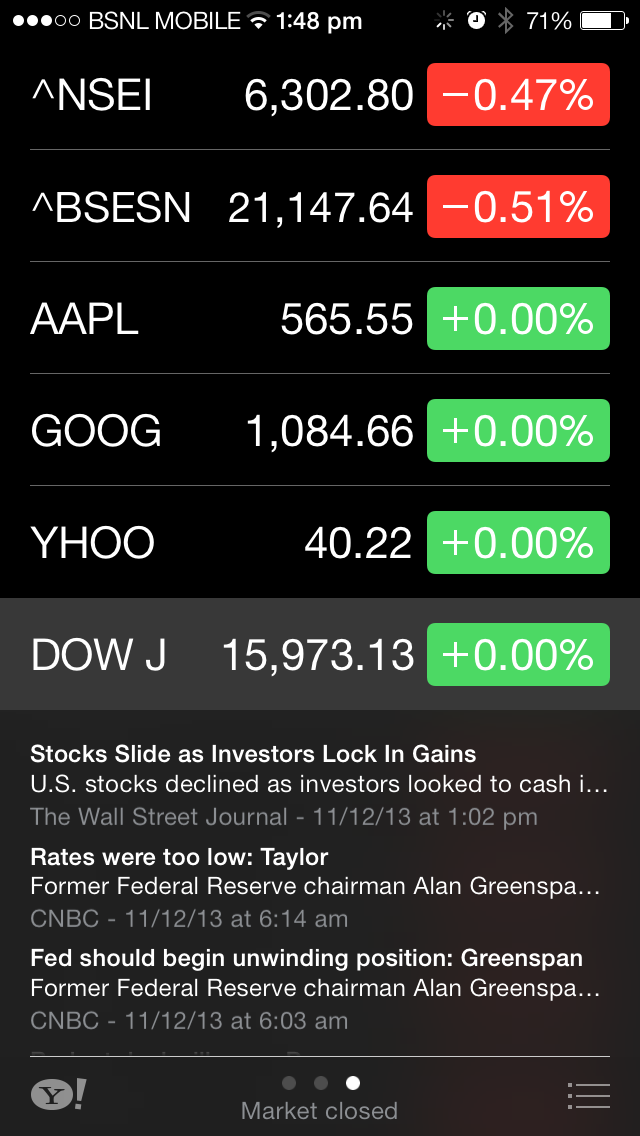 BSNL MOBILE 1:48 pm 71%
^NSEI 6,302.80 −0.47%
^BSESN 21,147.64 −0.51%
AAPL 565.55 +0.00%
GOOG 1,084.66 +0.00%
YHOO 40.22 +0.00%
DOW J 15,973.13 +0.00%
Stocks Slide as Investors Lock In Gains
U.S. stocks declined as investors looked to cash i...
The Wall Street Journal - 11/12/13 at 1:02 pm
Rates were too low: Taylor
Former Federal Reserve chairman Alan Greenspa...
CNBC - 11/12/13 at 6:14 am
Fed should begin unwinding position: Greenspan
Former Federal Reserve chairman Alan Greenspa...
CNBC - 11/12/13 at 6:03 am
Y!
Market closed